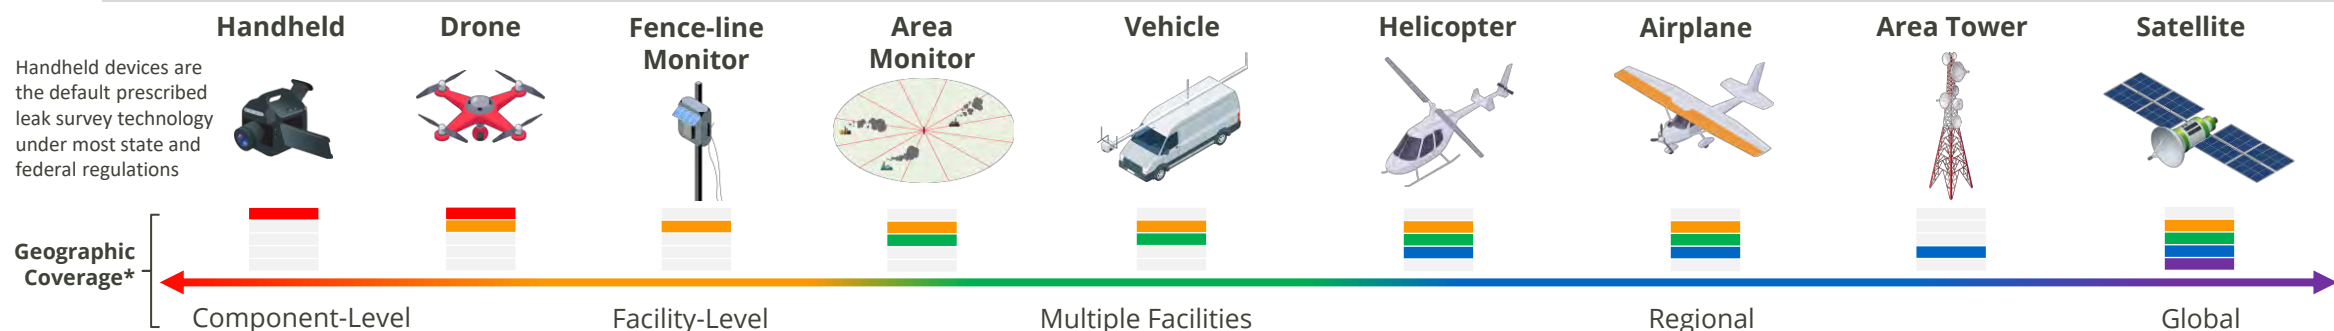 Handheld
Drone
Fence-line
Monitor
Area
Monitor
Vehicle
Helicopter
Airplane
Area Tower
Satellite
Handheld devices are
the default prescribed
leak survey technology
under most state and
federal regulations
Geographic
Coverage*
Component-Level
Facility-Level
Multiple Facilities
Regional
Global